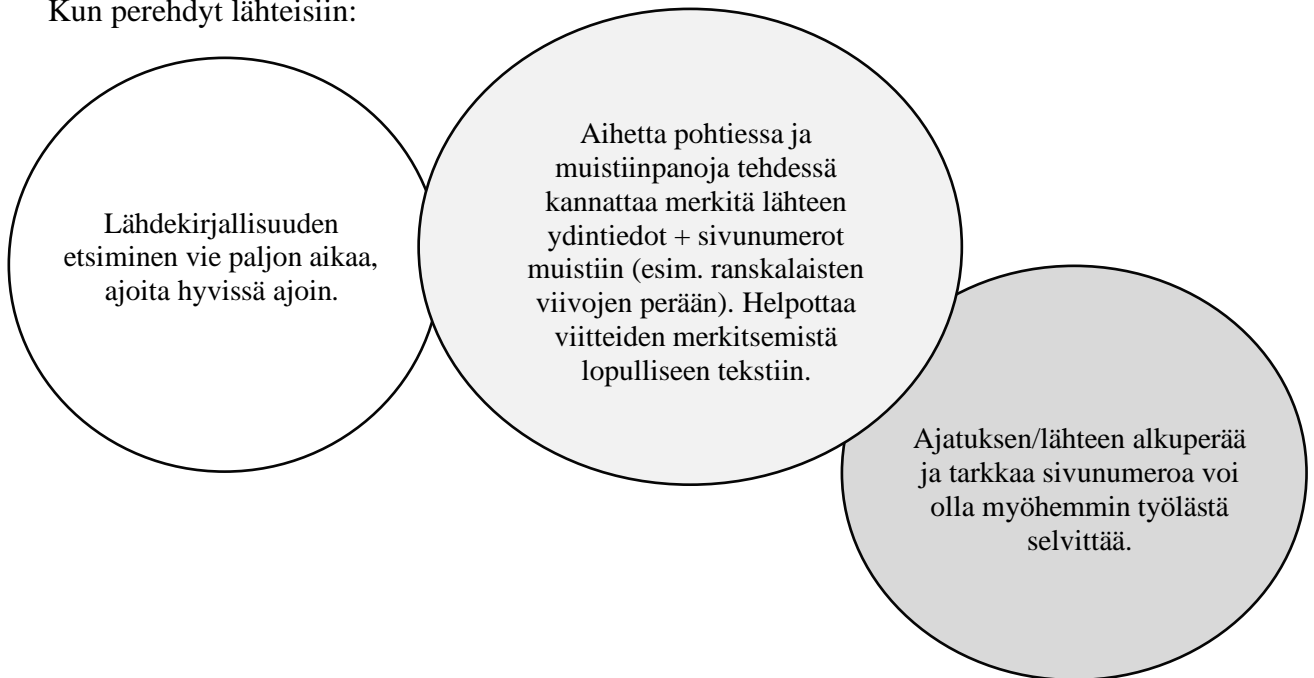 Kun perehdyt lähteisiin:
Lähdekirjallisuuden
etsiminen vie paljon aikaa,
ajoita hyvissä ajoin.
Aihetta pohtiessa ja
muistiinpanoja tehdessä
kannattaa merkitä lähteen
ydintiedot + sivunumerot
muistiin (esim. ranskalaisten
viivojen perään). Helpottaa
viitteiden merkitsemistä
lopulliseen tekstiin.
Ajatuksen/lähteen alkuperää
ja tarkkaa sivunumeroa voi
olla myöhemmin työlästä
selvittää.